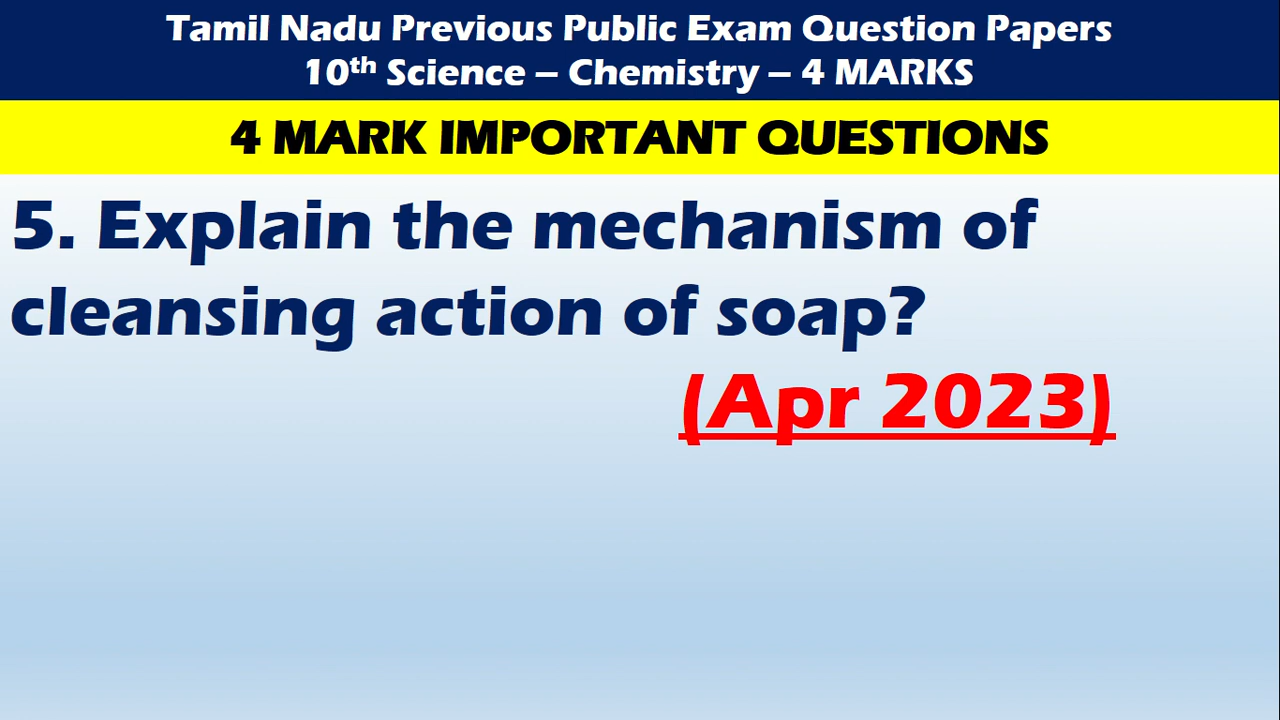 Tamil Nadu Previous Public Exam Question Papers
10th Science – Chemistry – 4 MARKS
4 MARK IMPORTANT QUESTIONS
5. Explain the mechanism of
cleansing action of soap?
(Apr 2023)